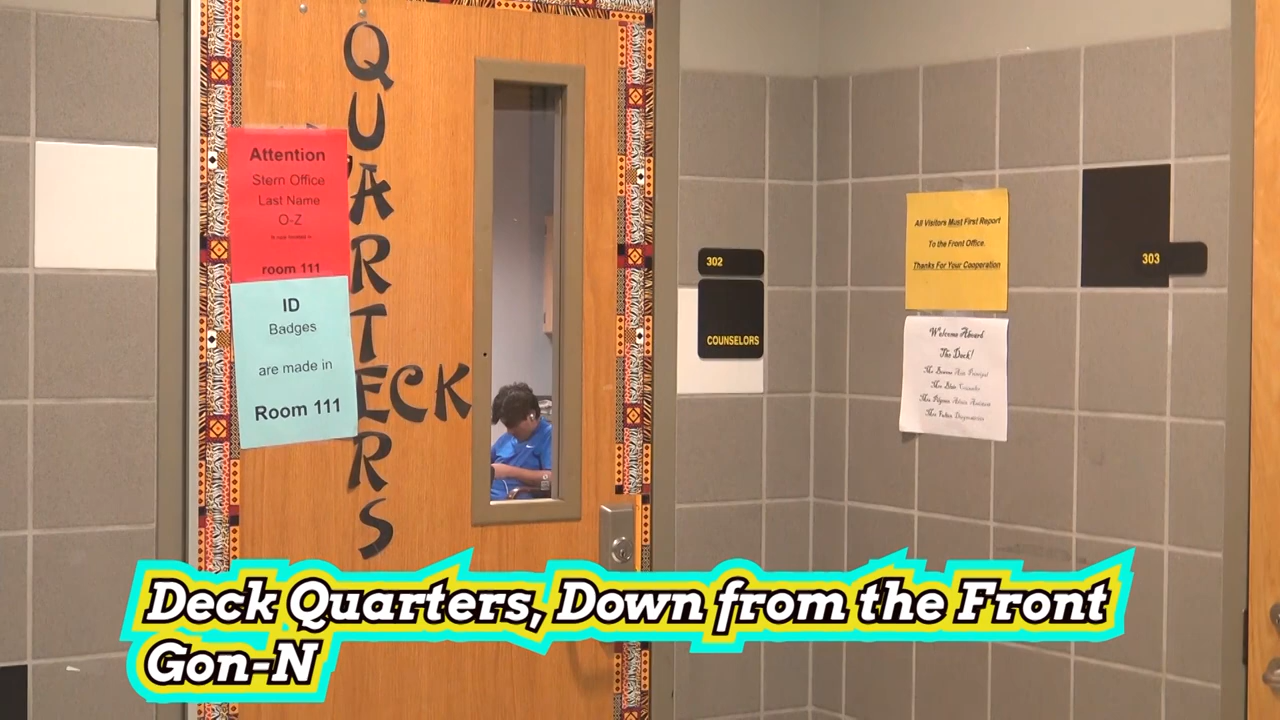 QUARTERS
ECK
Attention
Stern Office
Last Name
O-Z
room 111
ID
Badges
are made in
Room 111
302
COUNSELORS
All Visitors Must First Report
To the Front Office.
Thanks For Your Cooperation
303
Welcome Aboard
The Deck!
Deck Quarters, Down from the Front
Gon-N